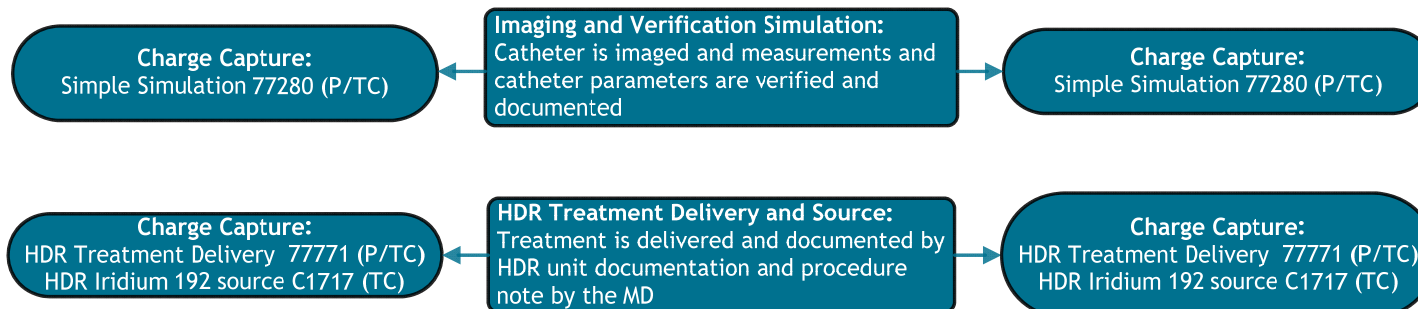 Charge Capture:
Simple Simulation 77280 (P/TC)
Imaging and Verification Simulation:
Catheter is imaged and measurements and
catheter parameters are verified and
documented
Charge Capture:
Simple Simulation 77280 (P/TC)
Charge Capture:
HDR Treatment Delivery 77771 (P/TC)
HDR Iridium 192 source C1717 (TC)
HDR Treatment Delivery and Source:
Treatment is delivered and documented by
HDR unit documentation and procedure
note by the MD
Charge Capture:
HDR Treatment Delivery 77771 (P/TC)
HDR Iridium 192 source C1717 (TC)